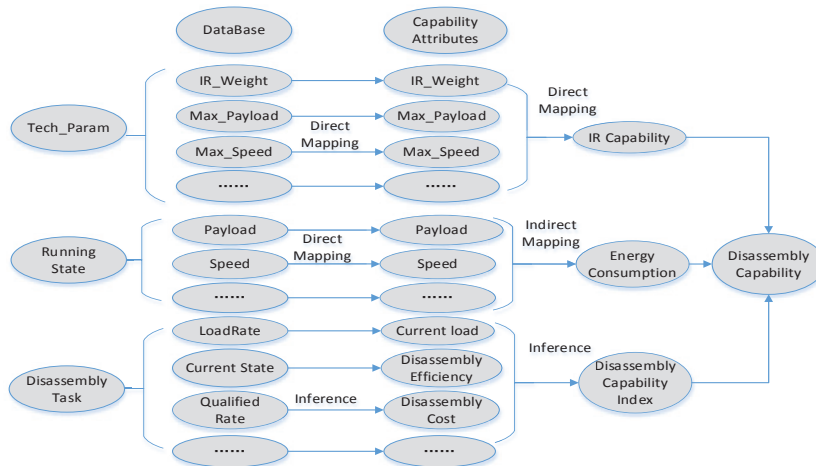 DataBase
Capability
Attributes
Tech_Param
IR_Weight
IR_Weight
Max_Payload
Direct
Mapping
Max_Payload
Max_Speed
Max_Speed
......
......
Direct
Mapping
IR Capability
Running
State
Payload
Direct
Mapping
Payload
Speed
Speed
......
......
Indirect
Mapping
Energy
Consumption
Disassembly
Capability
Disassembly
Task
LoadRate
Current load
Current State
Disassembly
Efficiency
Qualified
Rate
Inference
Disassembly
Cost
......
......
Inference
Disassembly
Capability
Index